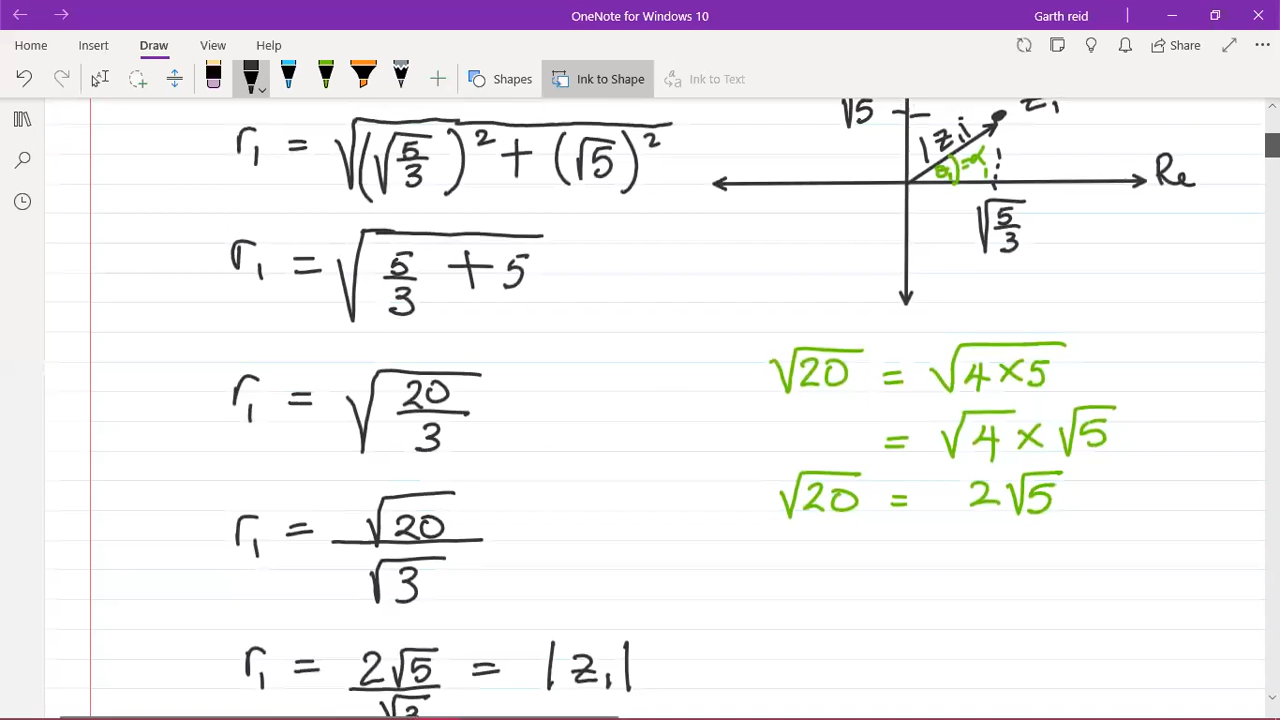 OneNote for Windows 10
Garth reid
Home Insert Draw View Help
Share
Shapes
Ink to Shape
Ink to Text
r₁ = √((√(5/3))² + (√5)²)
√5
z₁
|z₁|
=α₁
Re
√(5/3)
r₁ = √(5/3 + 5)
r₁ = √(20/3)
r₁ = √20/√3
r₁ = 2√5/√3 = |z₁|
√20 = √(4×5)
= √4 × √5
√20 = 2√5